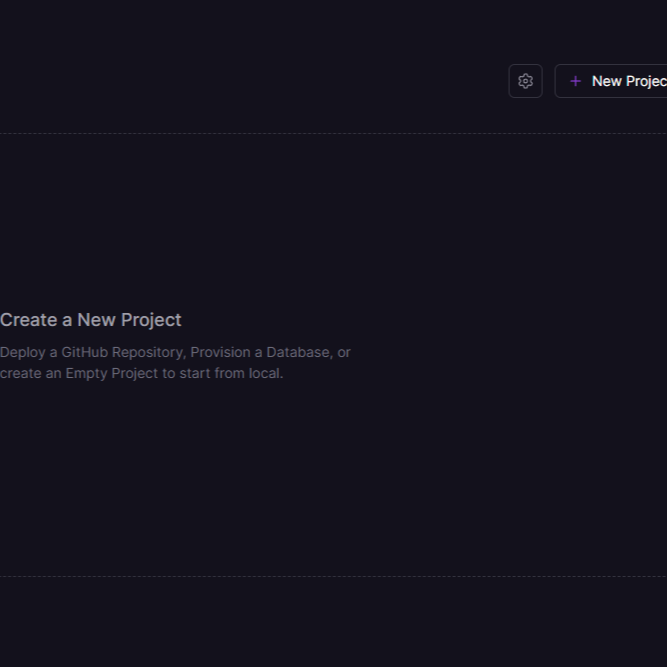 New Projec
Create a New Project
Deploy a GitHub Repository, Provision a Database, or
create an Empty Project to start from local.